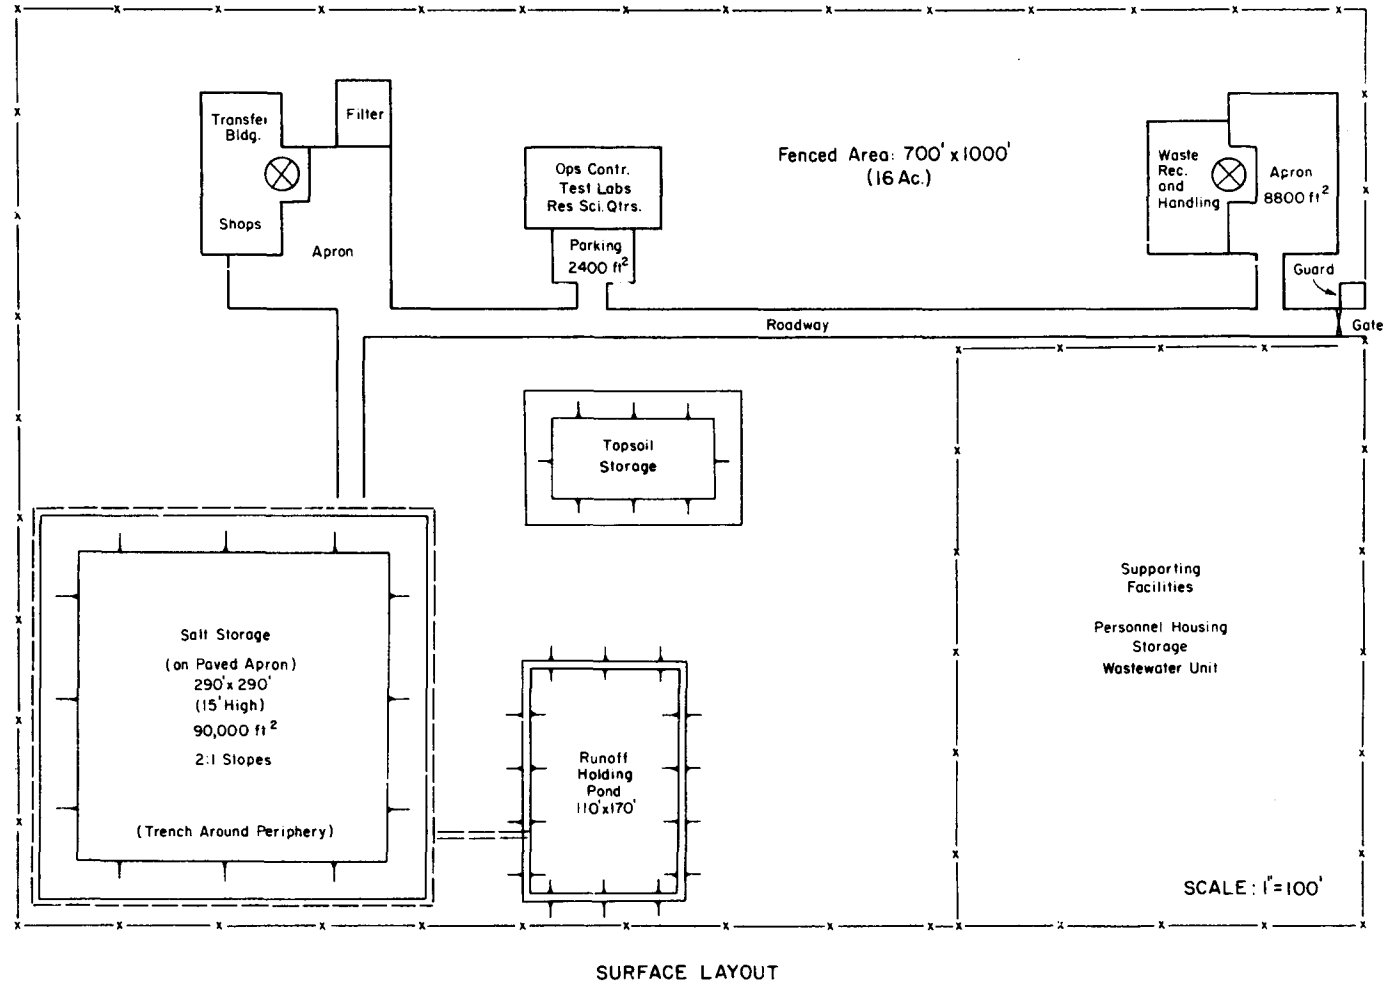 Transfer
Bldg.
Shops
Filter
Apron
Ops Contr.
Test Labs
Res Sci. Qtrs.
Parking
2400 ft²
Fenced Area: 700' x 1000'
(16 Ac.)
Waste
Rec.
and
Handling
Apron
8800 ft²
Guard
Gate
Roadway
Topsoil
Storage
Salt Storage
(on Paved Apron)
290' x 290'
(15' High)
90,000 ft²
2:1 Slopes
(Trench Around Periphery)
Runoff
Holding
Pond
110' x 170'
Supporting
Facilities
Personnel Housing
Storage
Wastewater Unit
SCALE: 1"=100'
SURFACE LAYOUT